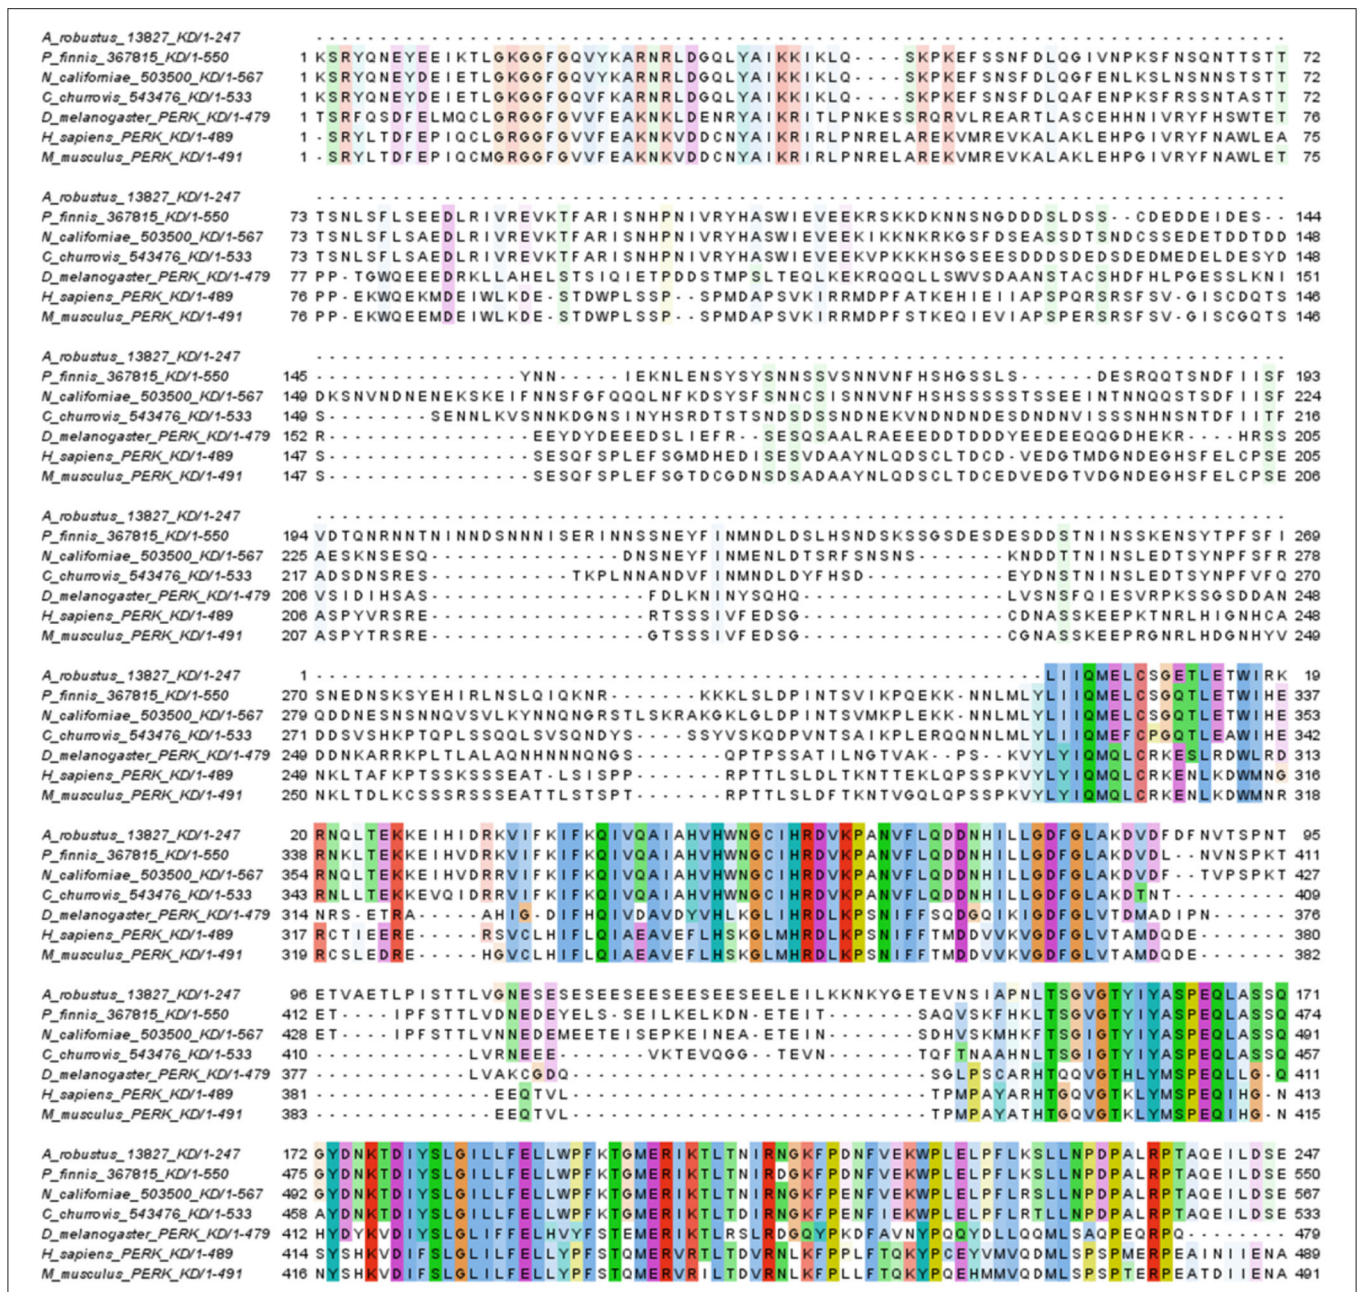 A_robustus_13827_KD/1-247 ----------------------------------------------------------------------------
P_finnis_367815_KD/1-550 1 KSRYQNEYEEIKTLGKGGFGQVYKARNRLDGQLYAIKKIKLQ----SKPKEFSSNFDLQGIVNPKSFNSQNTTSTT 72
N_californiae_503500_KD/1-567 1 KSRYQNEYDEIETLGKGGFGQVFKARNRLDGQLYAIKKIKLQ----SKPKEFSNSFDLQGFENLKSLNSNNSTSTT 72
C_churrovis_543476_KD/1-533 1 KSRYQNEYDEIETLGKGGFGQVFKARNRLDGQLYAIKKIKLQ----SKPKEFSNSFDLQAFENPKSFRSSNTASTT 72
D_melanogaster_PERK_KD/1-479 1 TSRFQSDFELMQCLGRGGFGVVFEAKNKLDENRYAIKRITLPNKESSRQRVLREARTLASCEHHNIVRYFHSWTET 76
H_sapiens_PERK_KD/1-489 1 -SRYLTDFEPIQCLGRGGFGVVFEAKNKVDDCNYAIKRIRLPNRELAREKVMREVKALAKLEHPGIVRYFNAWLEA 75
M_musculus_PERK_KD/1-491 1 -SRYLTDFEPIQCMGRGGFGVVFEAKNKVDDCNYAIKRIRLPNRELAREKVMREVKALAKLEHPGIVRYFNAWLET 75
A_robustus_13827_KD/1-247 ----------------------------------------------------------------------------
P_finnis_367815_KD/1-550 73 TSNLSFLSEEDLRIVREVKTFARISNHPNIVRYHASWIEVEEKRSKKDKNNSNGDDDSLDSS--CDEDDEIDES-- 144
N_californiae_503500_KD/1-567 73 TSNLSFLSAEDLRIVREVKTFARISNHPNIVRYHASWIEVEEKIKKNKRKGSFDSEASSDTSNDCSSEDETDDTDD 148
C_churrovis_543476_KD/1-533 73 TSNLSFLSAEDLRIVREVKTFARISNHPNIVRYHASWIEVEEKVPKKKHSGSEESDDDSDEDSDEDMEDELDESYD 148
D_melanogaster_PERK_KD/1-479 77 PP-TGWQEEEDRKLLAHELSTSIQIETPDDSTMPSLTEQLKEKRQQQLLSWVSDAANSTACSHDFHLPGESSLKNI 151
H_sapiens_PERK_KD/1-489 76 PP-EKWQEKMDEIWLKDE-STDWPLSSP--SPMDAPSVKIRRMDPFATKEHIEIIAPSPQRSRSFSV-GISCDQTS 146
M_musculus_PERK_KD/1-491 76 PP-EKWQEEMDEIWLKDE-STDWPLSSP--SPMDAPSVKIRRMDPFSTKEQIEVIAPSPERSRSFSV-GISCGQTS 146
A_robustus_13827_KD/1-247 ----------------------------------------------------------------------------
P_finnis_367815_KD/1-550 145 ----------------YNN-----IEKNLENSYSYSNNSSVSNNVNFHSHGSSLS------DESRQQTSNDFIISF 193
N_californiae_503500_KD/1-567 149 DKSNVNDNENEKSKEIFNNSFGFQQQLNFKDSYSFSNNCSISNNVNFHSHSSSSSSTSSEEINTNNQQSTSDFIISF 224
C_churrovis_543476_KD/1-533 149 S--------SENNLKVSNNKDGNSINYHSRDTSTSNDSDSSNDNEKVNDNDNDESDNDNVISSSNHNSNTDFIITF 216
D_melanogaster_PERK_KD/1-479 152 R----------------EEYDYDEEEDSLIEFR--SESQSAALRAEEEDDTDDDYEEDEEQQGDHEKR----HRSS 205
H_sapiens_PERK_KD/1-489 147 S----------------SESQFSPLEFSGMDHEDISESVDAAYNLQDSCLTDCD-VEDGTMDGNDEGHSFELCPSE 205
M_musculus_PERK_KD/1-491 147 S----------------SESQFSPLEFSGTDCGDNSDSADAAYNLQDSCLTDCEDVEDGTVDGNDEGHSFELCPSE 206
A_robustus_13827_KD/1-247 ----------------------------------------------------------------------------
P_finnis_367815_KD/1-550 194 VDTQNRNNTNINNDSNNNISERINNSSNEYFINMNDLDSLHSNDSKSSGSDESDESDDSTNINSSKENSYTPFSFI 269
N_californiae_503500_KD/1-567 225 AESKNSESQ---------------DNSNEYFINMENLDTSRFSNSNS---------KNDDTTNINSLEDTSYNPFSFR 278
C_churrovis_543476_KD/1-533 217 ADSDNSRES-----------TKPLNNANDVFINMNDLDYFHSD-------------EYDNSTNINSLEDTSYNPFVFQ 270
D_melanogaster_PERK_KD/1-479 206 VSIDIHSAS-----------------FDLKNINYSQHQ------------------LVSNSFQIESVRPKSSGSDDAN 248
H_sapiens_PERK_KD/1-489 206 ASPYVRSRE-----------------RTSSSIVFEDSG----------------CDNASSKEEPKTNRLHIGNHCA 248
M_musculus_PERK_KD/1-491 207 ASPYTRSRE-----------------GTSSSIVFEDSG----------------CGNASSKEEPRGNRLHDGNHYV 249
A_robustus_13827_KD/1-247 1 ---------------------------------------------------------LIIQMELCSGETLETWIRK 19
P_finnis_367815_KD/1-550 270 SNEDNSKSYEHIRLNSLQIQKNR--------KKKLSLDPINTSVIKPQEKK-NNLMLYLIIQMELCSGQTLETWIHE 337
N_californiae_503500_KD/1-567 279 QDDNESNSNNQVSVLKYNNQNGRSTLSKRAKGKLGLDPINTSVMKPLEKK-NNLMLYLIIQMELCSGQTLETWIHE 353
C_churrovis_543476_KD/1-533 271 DDSVSHKPTQPLSSQQLSVSQNDYS----SSYVSKQDPVNTSAIKPLERQQNNLMLYLIIQMEFCPGQTLEAWIHE 342
D_melanogaster_PERK_KD/1-479 249 DDNKARRKPLTLALAQNHNNNQNGS-------QPTPSSATILNGTVAK--PS--KVYLYIQMQLCRKESLRDWLRD 313
H_sapiens_PERK_KD/1-489 249 NKLTAFKPTSSKSSSEAT-LSISPP-------RPTTLSLDLTKNTTEKLQPSSPKVYLYIQMQLCRKENLKDWMNG 316
M_musculus_PERK_KD/1-491 250 NKLTDLKCSSSRSSSEATTLSTSPT-------RPTTLSLDFTKNTVGQLQPSSPKVYLYIQMQLCRKENLKDWMNR 318
A_robustus_13827_KD/1-247 20 RNQLTEKKEIHIDRKVIFKIFKQIVQAIAHVHWNGCIHRDVKPANVFLQDDNHILLGDFGLAKDVDFDFNVTSPNT 95
P_finnis_367815_KD/1-550 338 RNKLTEKKEIHVDRKVIFKIFKQIVQAIAHVHWNGCIHRDVKPANVFLQDDNHILLGDFGLAKDVDL--NVNSPKT 411
N_californiae_503500_KD/1-567 354 RNQLTEKKEIHVDRRVIFKIFKQIVQAIAHVHWNGCIHRDVKPANVFLQDDNHILLGDFGLAKDVDF--TVPSPKT 427
C_churrovis_543476_KD/1-533 343 RNLLTEKKEVQIDRRVIFKIFKQIVQAIAHVHWNGCIHRDVKPANVFLQDDNHILLGDFGLAKDTNT--------- 409
D_melanogaster_PERK_KD/1-479 314 NRS-ETRA-----AHIG-DIFHQIVDAVDYVHLKGLIHRDLKPSNIFFSQDGQIKIGDFGLVTDMADIPN------ 376
H_sapiens_PERK_KD/1-489 317 RCTIEERE-----RSVCLHIFLQIAEAVEFLHSKGLMHRDLKPSNIFFTMDDVVKVGDFGLVTAMDQDE------- 380
M_musculus_PERK_KD/1-491 319 RCSLEDRE-----HGVCLHIFLQIAEAVEFLHSKGLMHRDLKPSNIFFTMDDVVKVGDFGLVTAMDQDE------- 382
A_robustus_13827_KD/1-247 96 ETVAETLPISTTLVGNESESESEESEESEESEESEELEILKKNKYGETEVNSIAPNLTSGVGTYIYASPEQLASSQ 171
P_finnis_367815_KD/1-550 412 ET----IPFSTTLVDNEDEYELS-SEILKELKDN-ETEIT--------SAQVSKFHKLTSGVGTYIYASPEQLASSQ 474
N_californiae_503500_KD/1-567 428 ET----IPFSTTLVNNEDEMEETEISEPKEINEA-ETEIN--------SDHVSKMHKFTSGIGTYIYASPEQLASSQ 491
C_churrovis_543476_KD/1-533 410 ------------LVRNEEE-------VKTEVQGG--TEVN--------TQFTNAAHNLTSGIGTYIYASPEQLASSQ 457
D_melanogaster_PERK_KD/1-479 377 ------------LVAKCGDQ----------------------------SGLPSCARHTQQVGTHLYMSPEQLLG-Q 411
H_sapiens_PERK_KD/1-489 381 --------------EEQTVL----------------------------TPMPAYARHTGQVGTKLYMSPEQIHG-N 413
M_musculus_PERK_KD/1-491 383 --------------EEQTVL----------------------------TPMPAYATHTGQVGTKLYMSPEQIHG-N 415
A_robustus_13827_KD/1-247 172 GYDNKTDIYSLGILLFELLWPFKTGMERIKTLTNIRNGKFPDNFVEKWPLELPFLKSLLNPDPALRPTAQEILDSE 247
P_finnis_367815_KD/1-550 475 GYDNKTDIYSLGILLFELLWPFKTGMERIKTLTNIRDGKFPDNFVEKWPLELPFLKSLLNPDPALRPTAQEILDSE 550
N_californiae_503500_KD/1-567 492 GYDNKTDIYSLGILLFELLWPFKTGMERIKTLTNIRNGKFPENFVEKWPLELPFLRSLLNPDPALRPTAQEILDSE 567
C_churrovis_543476_KD/1-533 458 AYDNKTDIYSLGILLFELLWPFKTGMERIKTLTDIRNGKFPENFIEKWPLELPFLRTLLNPDPALRPTAQEILDSE 533
D_melanogaster_PERK_KD/1-479 412 HYDYKVDIYSLGLIFFELHVYFSTEMERIKTLRSLRDGQYPKDFAVNYPQQYDLLQQMLSAQPEQRPQ-------- 479
H_sapiens_PERK_KD/1-489 414 SYSHKVDIFSLGLILFELLYPFSTQMERVRTLTDVRNLKFPPLFTQKYPCEYVMVQDMLSPSPMERPEAINIIENA 489
M_musculus_PERK_KD/1-491 416 NYSHKVDIFSLGLILFELLYPFSTQMERVRILTDVRNLKFPLLFTQKYPQEHMMVQDMLSPSPTERPEATDIIENA 491